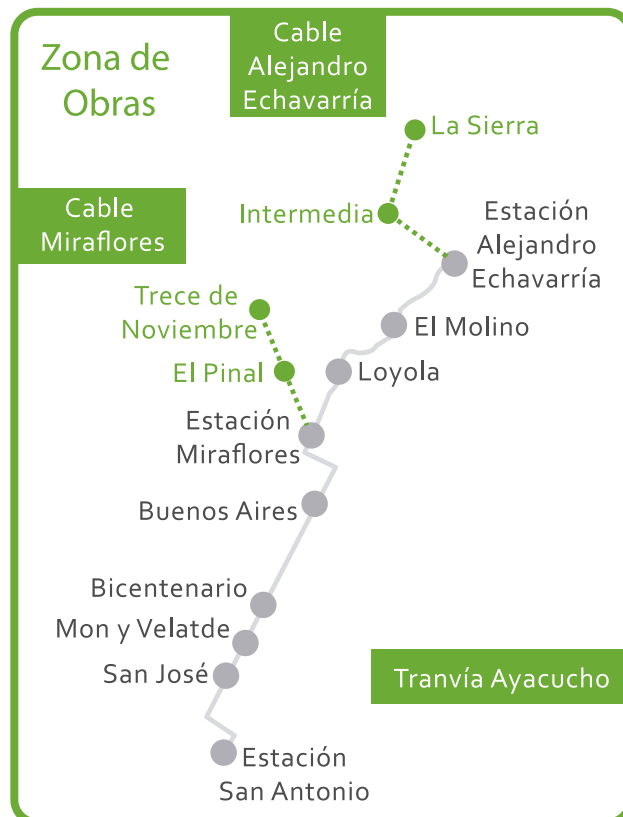 Zona de
Obras
Cable
Alejandro
Echavarría
La Sierra
Cable
Miraflores
Intermedia
Estación
Alejandro
Echavarría
Trece de
Noviembre
El Molino
El Pinal
Loyola
Estación
Miraflores
Buenos Aires
Bicentenario
Mon y Velatde
San José
Tranvía Ayacucho
Estación
San Antonio